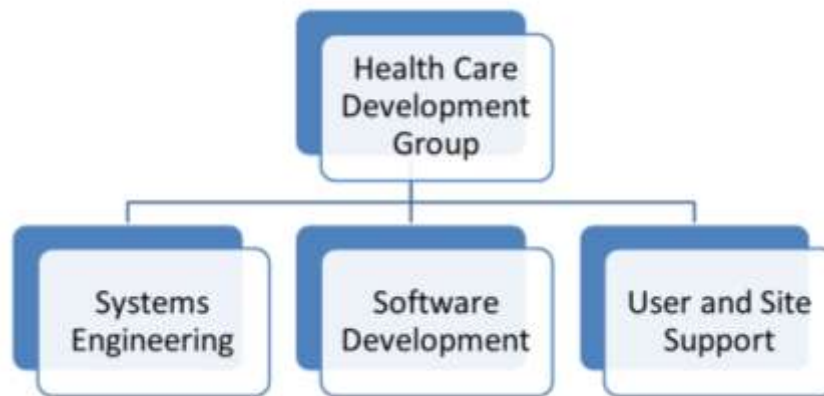 Health Care
Development
Group
Systems
Engineering
Software
Development
User and Site
Support